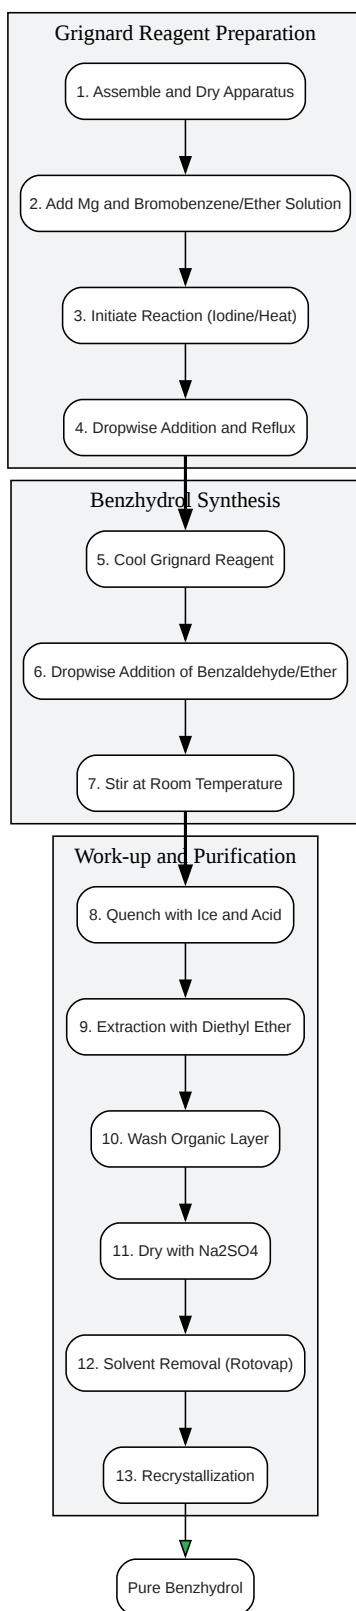 Grignard Reagent Preparation
1. Assemble and Dry Apparatus
2. Add Mg and Bromobenzene/Ether Solution
3. Initiate Reaction (Iodine/Heat)
4. Dropwise Addition and Reflux
Benzhydrol Synthesis
5. Cool Grignard Reagent
6. Dropwise Addition of Benzaldehyde/Ether
7. Stir at Room Temperature
Work-up and Purification
8. Quench with Ice and Acid
9. Extraction with Diethyl Ether
10. Wash Organic Layer
11. Dry with Na2SO4
12. Solvent Removal (Rotovap)
13. Recrystallization
Pure Benzhydrol